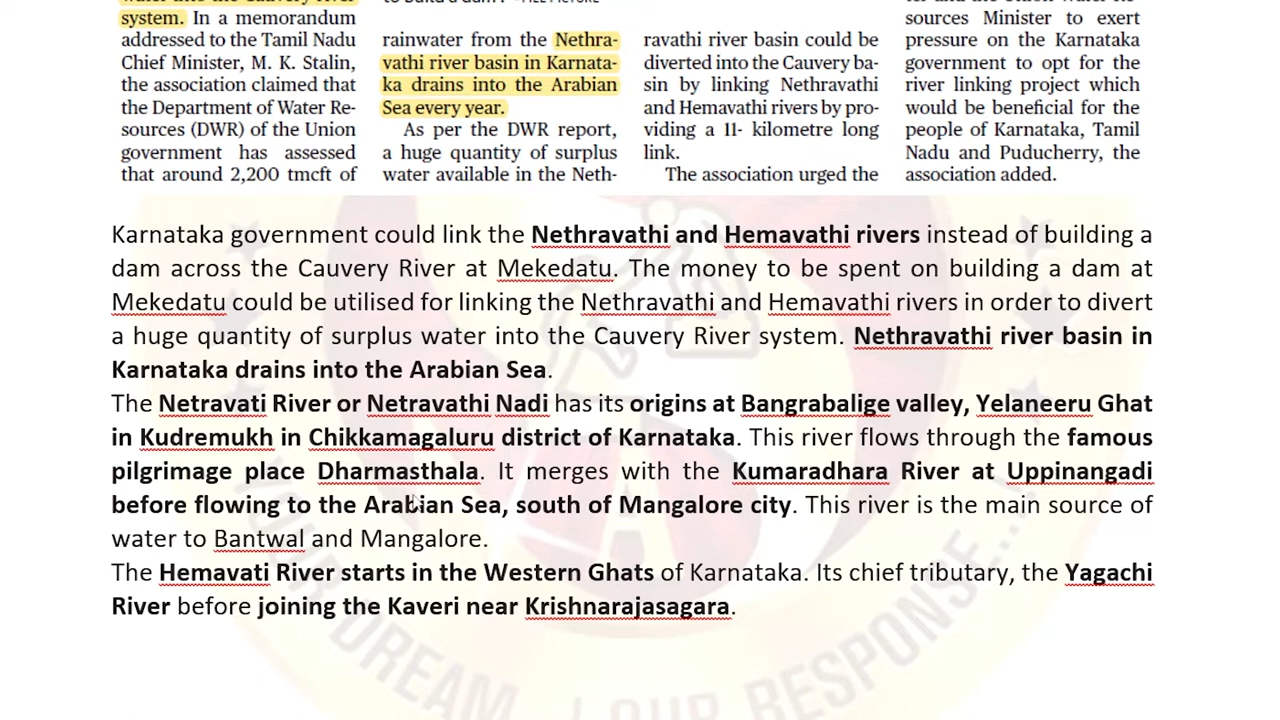 system. In a memorandum
addressed to the Tamil Nadu
Chief Minister, M. K. Stalin,
the association claimed that
the Department of Water Re-
sources (DWR) of the Union
government has assessed
that around 2,200 tmcft of
rainwater from the Nethra-
vathi river basin in Karnata-
ka drains into the Arabian
Sea every year.
As per the DWR report,
a huge quantity of surplus
water available in the Neth-
ravathi river basin could be
diverted into the Cauvery ba-
sin by linking Nethravathi
and Hemavathi rivers by pro-
viding a 11- kilometre long
link.
The association urged the
sources Minister to exert
pressure on the Karnataka
government to opt for the
river linking project which
would be beneficial for the
people of Karnataka, Tamil
Nadu and Puducherry, the
association added.
Karnataka government could link the Nethravathi and Hemavathi rivers instead of building a
dam across the Cauvery River at Mekedatu. The money to be spent on building a dam at
Mekedatu could be utilised for linking the Nethravathi and Hemavathi rivers in order to divert
a huge quantity of surplus water into the Cauvery River system. Nethravathi river basin in
Karnataka drains into the Arabian Sea.
The Netravati River or Netravathi Nadi has its origins at Bangrabalige valley, Yelaneeru Ghat
in Kudremukh in Chikkamagaluru district of Karnataka. This river flows through the famous
pilgrimage place Dharmasthala. It merges with the Kumaradhara River at Uppinangadi
before flowing to the Arabian Sea, south of Mangalore city. This river is the main source of
water to Bantwal and Mangalore.
The Hemavati River starts in the Western Ghats of Karnataka. Its chief tributary, the Yagachi
River before joining the Kaveri near Krishnarajasagara.
YOUR DREAM
OUR RESPONSE...